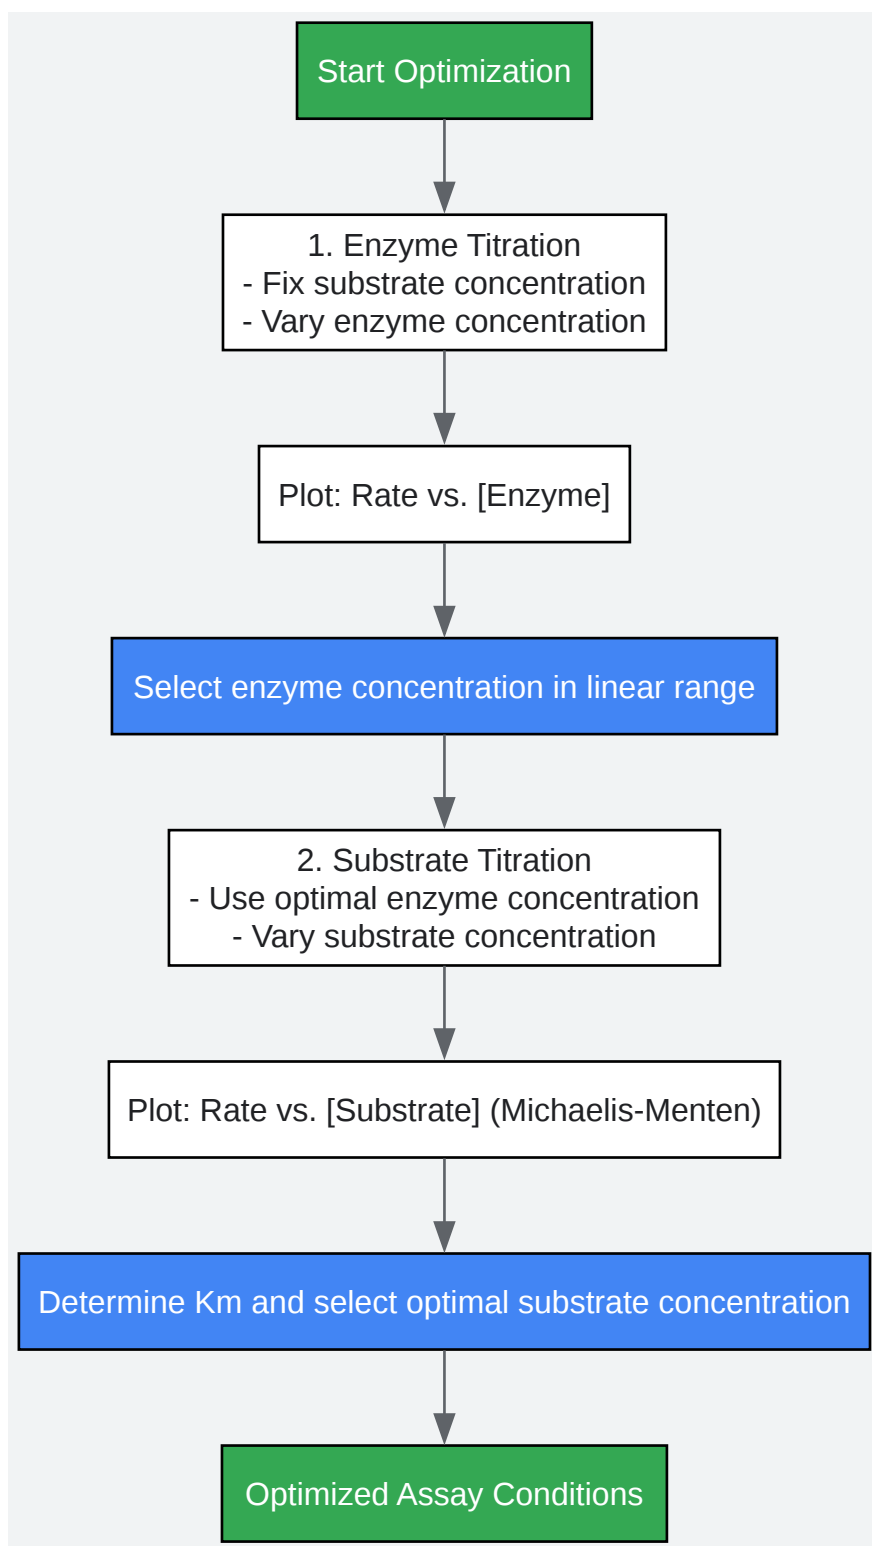 Start Optimization
1. Enzyme Titration
- Fix substrate concentration
- Vary enzyme concentration
Plot: Rate vs. [Enzyme]
Select enzyme concentration in linear range
2. Substrate Titration
- Use optimal enzyme concentration
- Vary substrate concentration
Plot: Rate vs. [Substrate] (Michaelis-Menten)
Determine Km and select optimal substrate concentration
Optimized Assay Conditions